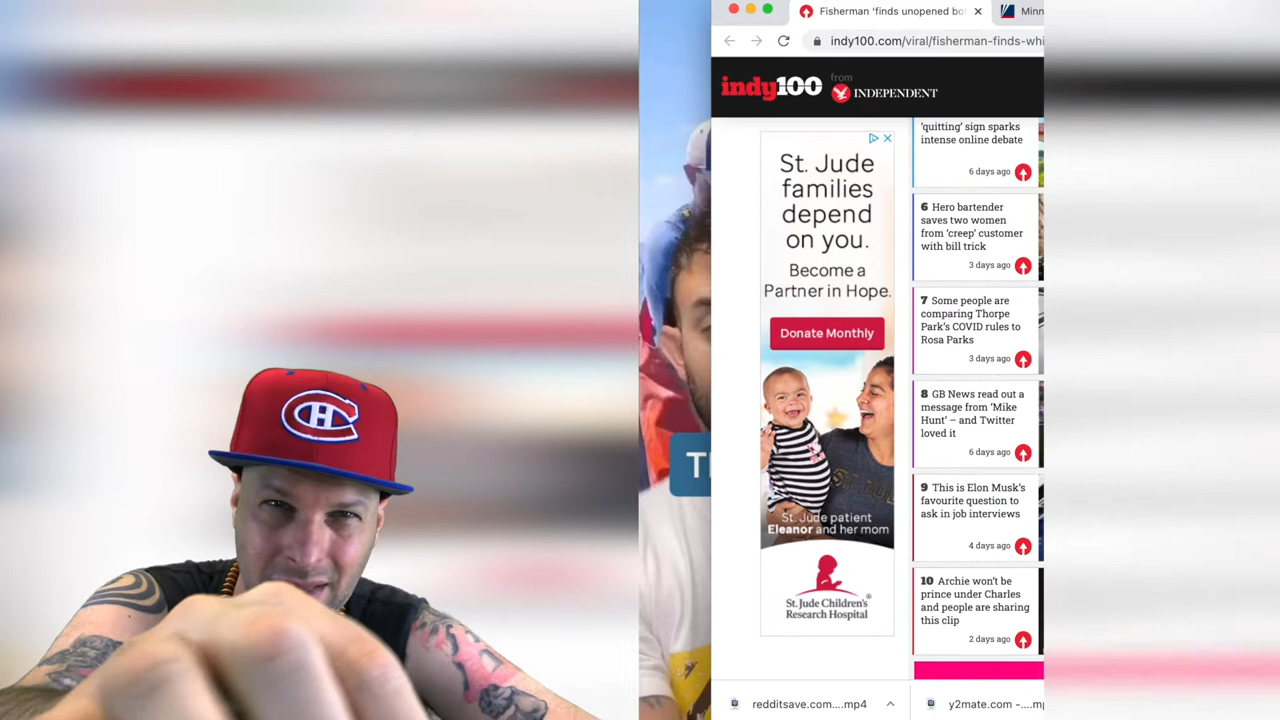 Fisherman 'finds unopened bo
Minn
indy100.com/viral/fisherman-finds-whi
indy100 from INDEPENDENT
St. Jude
families
depend
on you.
Become a
Partner in Hope.
Donate Monthly
St. Jude patient
Eleanor and her mom
St. Jude Children's®
Research Hospital
'quitting' sign sparks
intense online debate
6 days ago
6 Hero bartender
saves two women
from 'creep' customer
with bill trick
3 days ago
7 Some people are
comparing Thorpe
Park's COVID rules to
Rosa Parks
3 days ago
8 GB News read out a
message from 'Mike
Hunt' – and Twitter
loved it
6 days ago
9 This is Elon Musk's
favourite question to
ask in job interviews
4 days ago
10 Archie won't be
prince under Charles
and people are sharing
this clip
2 days ago
redditsave.com....mp4
y2mate.com -....mp